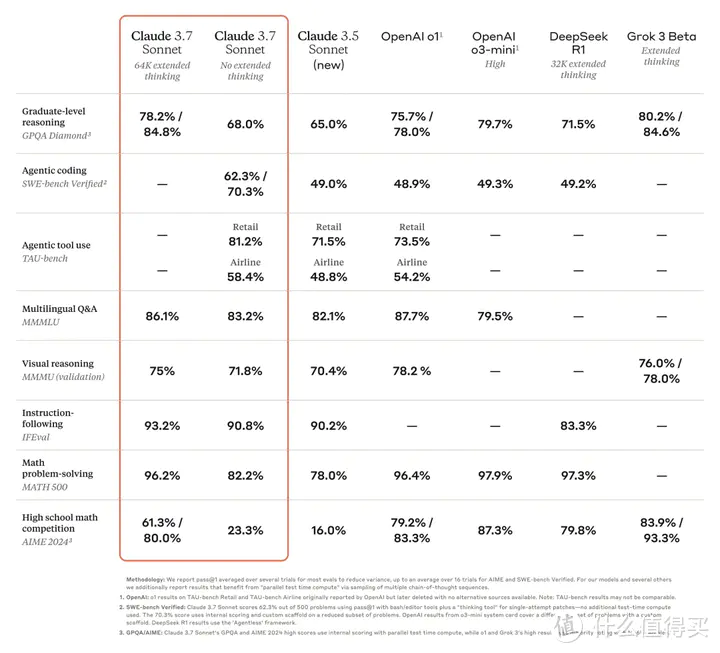 Claude 3.7 Sonnet 64K extended thinking
Claude 3.7 Sonnet No extended thinking
Claude 3.5 Sonnet (new)
OpenAI o1¹
OpenAI o3-mini¹ High
DeepSeek R1 32K extended thinking
Grok 3 Beta Extended thinking
Graduate-level reasoning GPQA Diamond³ 78.2% / 84.8% 68.0% 65.0% 75.7% / 78.0% 79.7% 71.5% 80.2% / 84.6%
Agentic coding SWE-bench Verified² — 62.3% / 70.3% 49.0% 48.9% 49.3% 49.2% —
Agentic tool use TAU-bench
— Retail 81.2% Retail 71.5% Retail 73.5% — — —
— Airline 58.4% Airline 48.8% Airline 54.2% — — —
Multilingual Q&A MMMLU 86.1% 83.2% 82.1% 87.7% 79.5% — —
Visual reasoning MMMU (validation) 75% 71.8% 70.4% 78.2 % — — 76.0% / 78.0%
Instruction-following IFEval 93.2% 90.8% 90.2% — — 83.3% —
Math problem-solving MATH 500 96.2% 82.2% 78.0% 96.4% 97.9% 97.3% —
High school math competition AIME 2024³ 61.3% / 80.0% 23.3% 16.0% 79.2% / 83.3% 87.3% 79.8% 83.9% / 93.3%
Methodology: We report pass@1 averaged over several trials for most evals to reduce variance, up to an average over 16 trials for AIME and SWE-bench Verified. For our models and several others
we additionally report results that benefit from "parallel test time compute" via sampling of multiple chain-of-thought sequences.
1. OpenAI: o1 results on TAU-bench Retail and TAU-bench Airline originally reported by OpenAI but later deleted with no alternative sources available. Note: TAU-bench results may not be comparable.
2. SWE-bench Verified: Claude 3.7 Sonnet scores 62.3% out of 500 problems using pass@1 with bash/editor tools plus a "thinking tool" for single-attempt patches—no additional test-time compute
used. The 70.3% score uses internal scoring and custom scaffold on a reduced subset of problems. OpenAI results from o3-mini system card cover a of problems with a custom
scaffold. DeepSeek R1 results use the 'Agentless' framework.
3. GPQA/AIME: Claude 3.7 Sonnet's GPQA and AIME 2024 high scores use internal scoring with parallel test time compute, while o1 and Grok 3's high
值 什么值得买